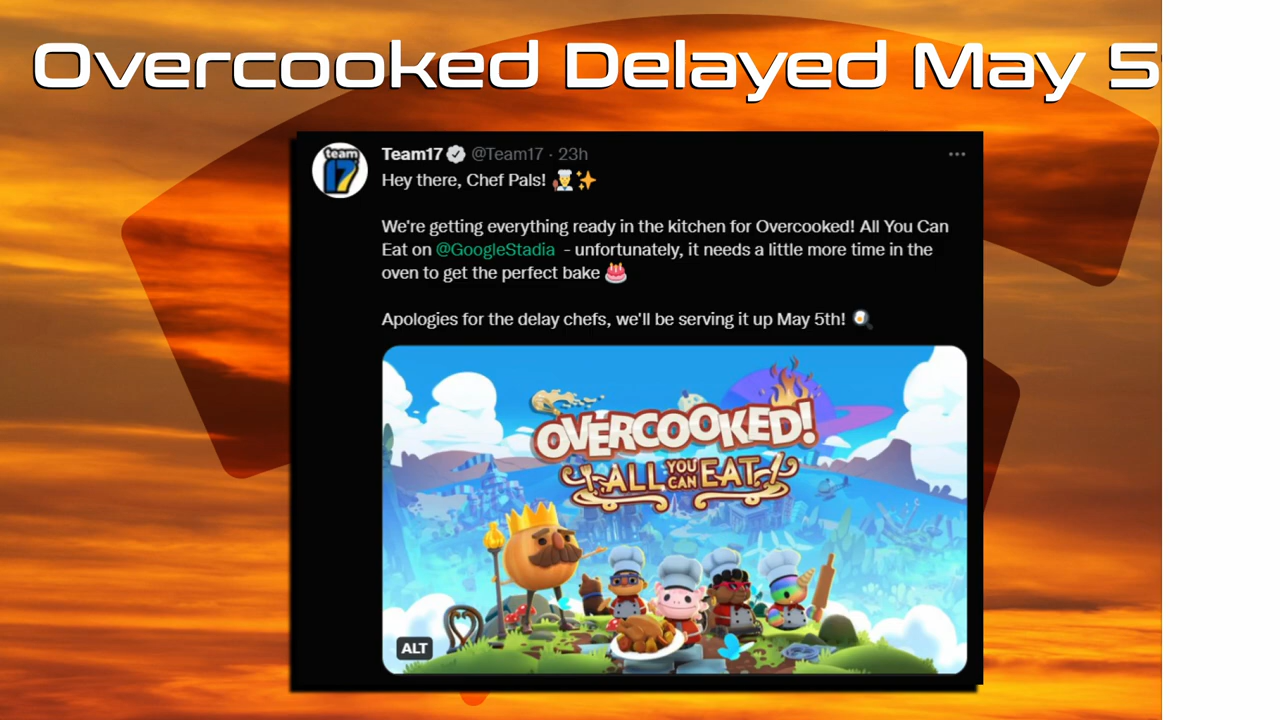 Overcooked Delayed May 5
team
17
Team17 @Team17 · 23h
Hey there, Chef Pals! 👨‍🍳✨
We're getting everything ready in the kitchen for Overcooked! All You Can
Eat on @GoogleStadia - unfortunately, it needs a little more time in the
oven to get the perfect bake 🎂
Apologies for the delay chefs, we'll be serving it up May 5th! 🍳
OVERCOOKED!
ALL YOU CAN EAT
ALT